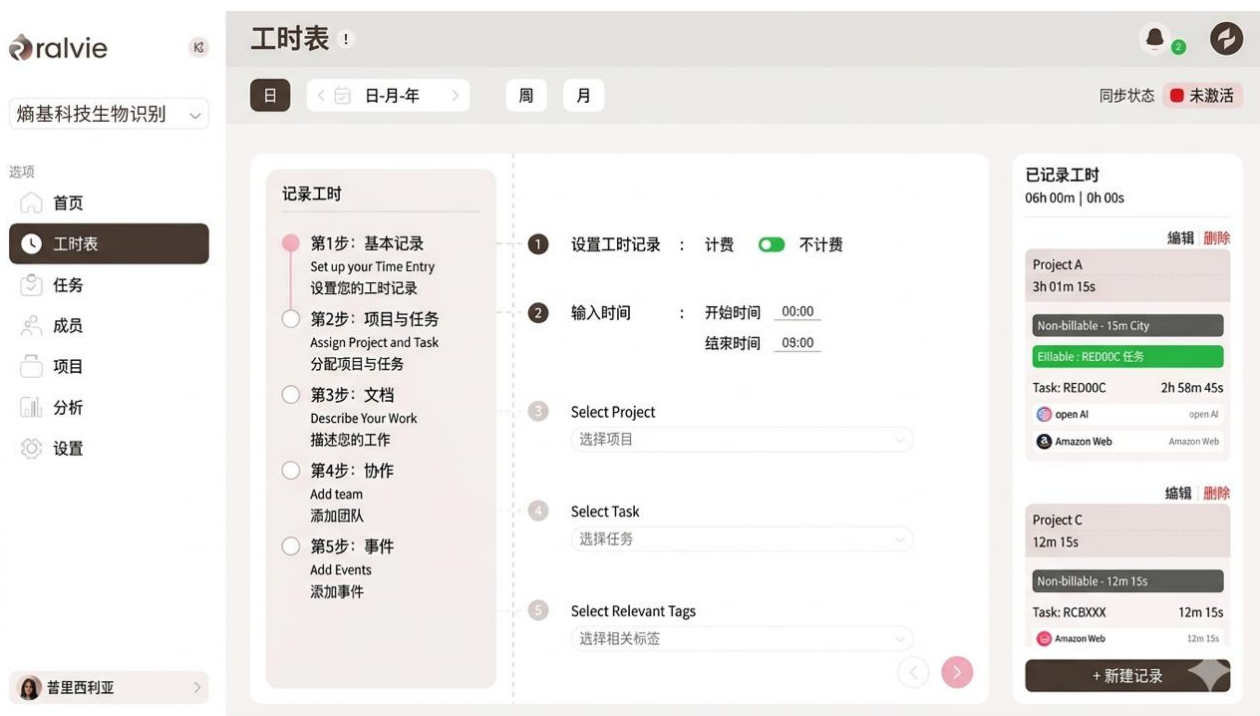 ralvie
熵基科技生物识别
选项
首页
工时表
任务
成员
项目
分析
设置
普里西利亚
工时表 !
2
日
日-月-年
周
月
同步状态
未激活
记录工时
第1步：基本记录
Set up your Time Entry
设置您的工时记录
第2步：项目与任务
Assign Project and Task
分配项目与任务
第3步：文档
Describe Your Work
描述您的工作
第4步：协作
Add team
添加团队
第5步：事件
Add Events
添加事件
1 设置工时记录 : 计费 不计费
2 输入时间 : 开始时间 00:00
结束时间 09:00
3 Select Project
选择项目
4 Select Task
选择任务
5 Select Relevant Tags
选择相关标签
已记录工时
06h 00m | 0h 00s
编辑 删除
Project A
3h 01m 15s
Non-billable - 15m City
Elllable : RED00C 任务
Task: RED00C 2h 58m 45s
open AI open AI
Amazon Web Amazon Web
编辑 删除
Project C
12m 15s
Non-billable - 12m 15s
Task: RCBXXX 12m 15s
Amazon Web 12m 15s
+ 新建记录